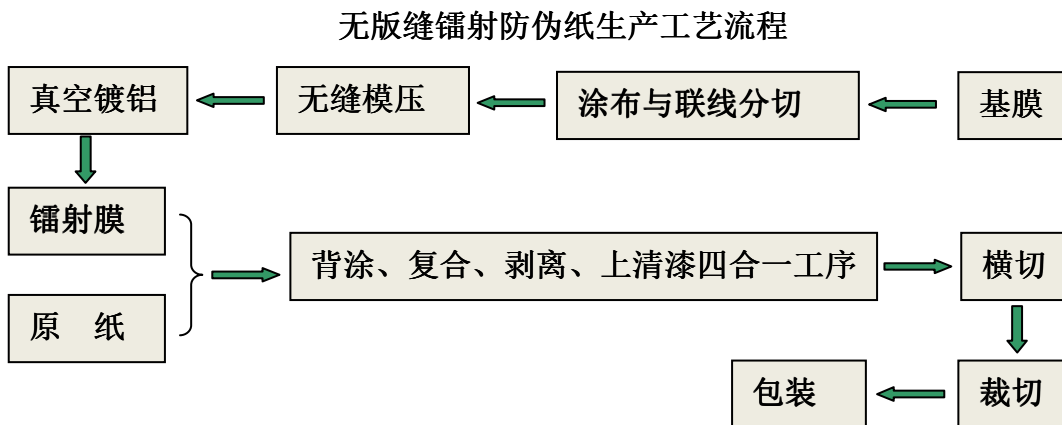 无版缝镭射防伪纸生产工艺流程
真空镀铝
无缝模压
涂布与联线分切
基膜
镭射膜
背涂、复合、剥离、上清漆四合一工序
横切
原 纸
包装
裁切